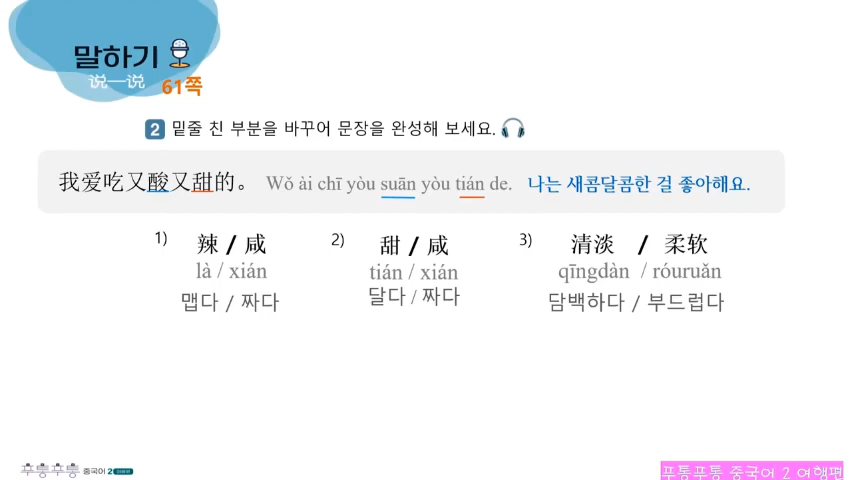 말하기
说一说
61쪽
2 밑줄 친 부분을 바꾸어 문장을 완성해 보세요.
我爱吃又酸又甜的。 Wǒ ài chī yòu suān yòu tián de. 나는 새콤달콤한 걸 좋아해요.
1) 辣 / 咸
là / xián
맵다 / 짜다
2) 甜 / 咸
tián / xián
달다 / 짜다
3) 清淡 / 柔软
qīngdàn / róuruǎn
담백하다 / 부드럽다
푸통푸통 중국어 2
푸통푸통 중국어 2 여행편